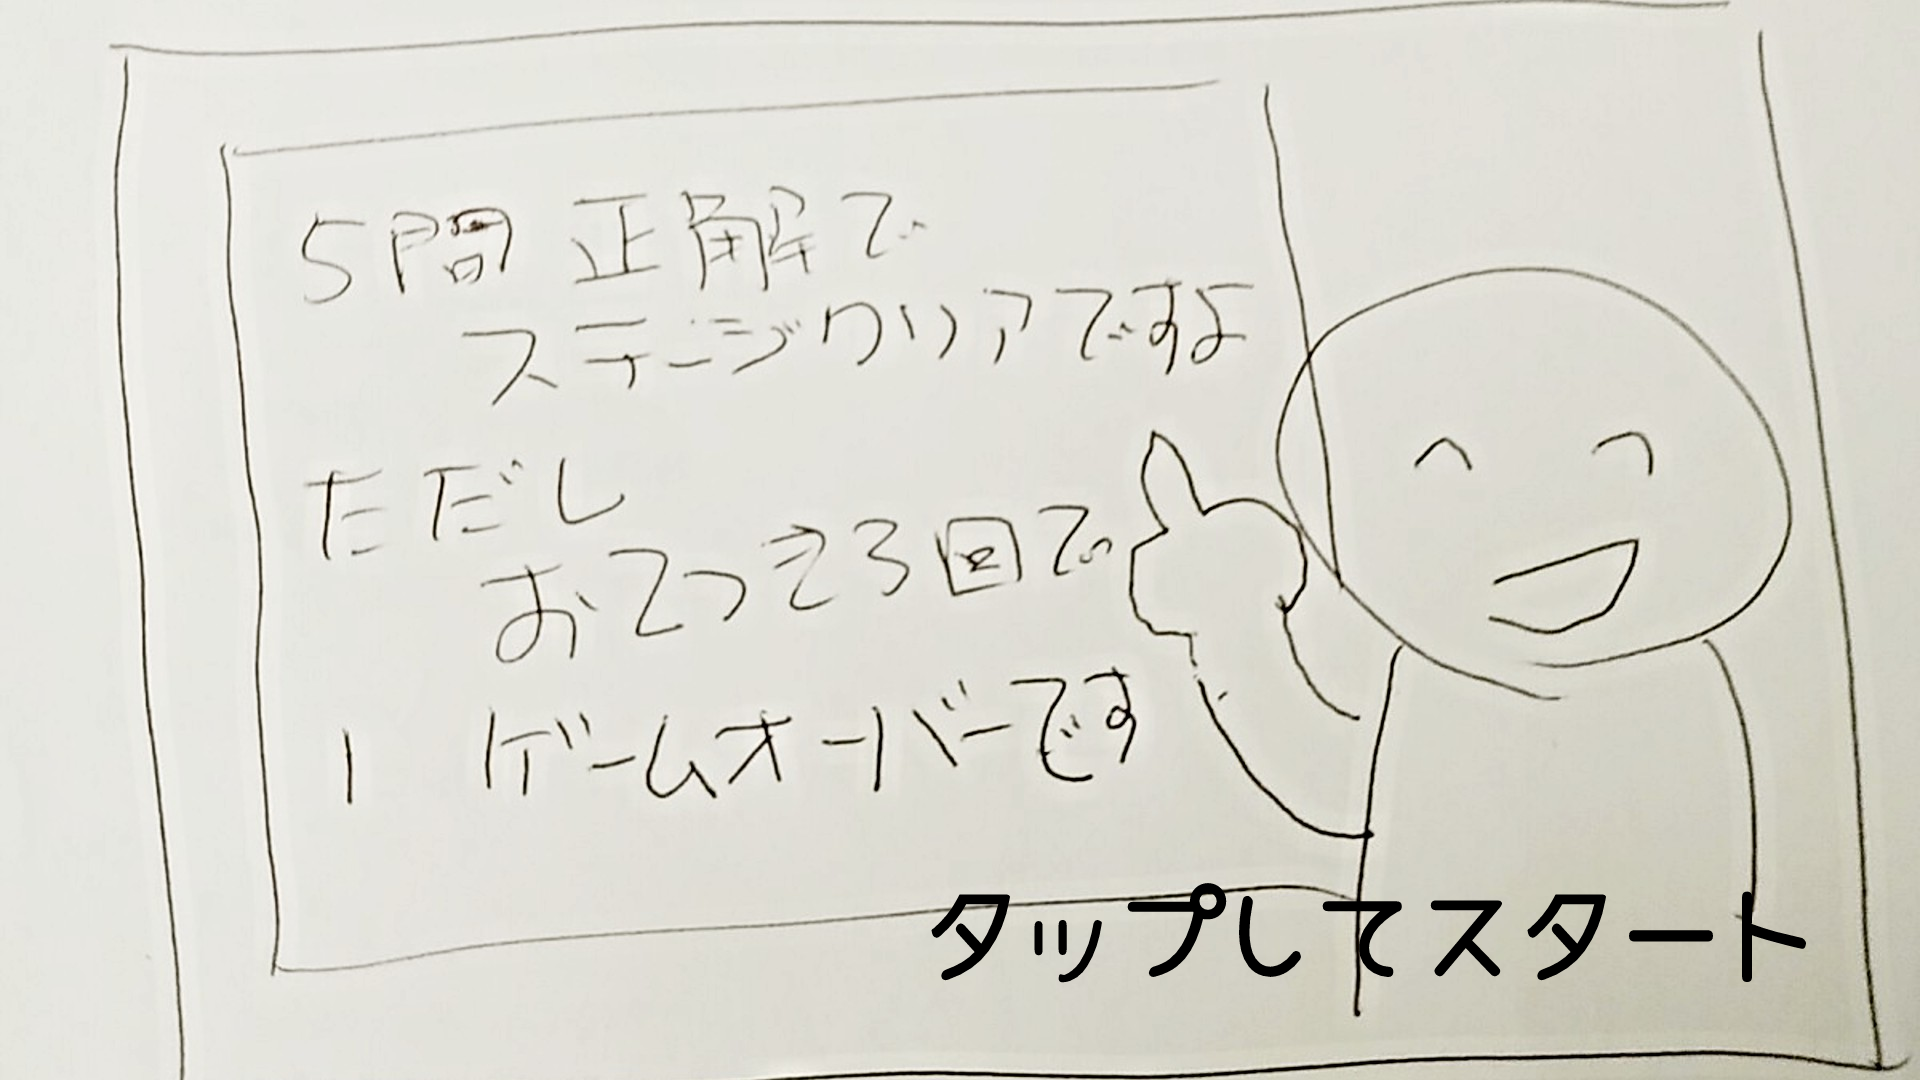 5問 正解で
ステージクリアですよ
ただし
おてつき3回で
ゲームオーバーです
タップしてスタート